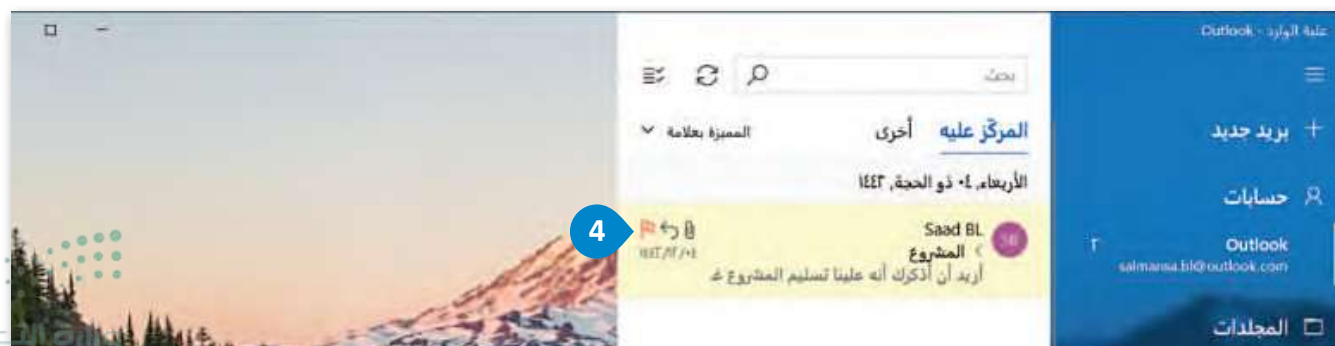 علبة الوارد - Outlook
بحث
+ بريد جديد
المركز عليه
أخرى
المميزة بعلامة
الأربعاء, ٠٤ ذو الحجة, ١٤٤٣
حسابات
Saad BL
المشروع
أريد أن أذكرك أنه علينا تسليم المشروع
4
Outlook
٢
salmansa.bl@outlook.com
المجلدات